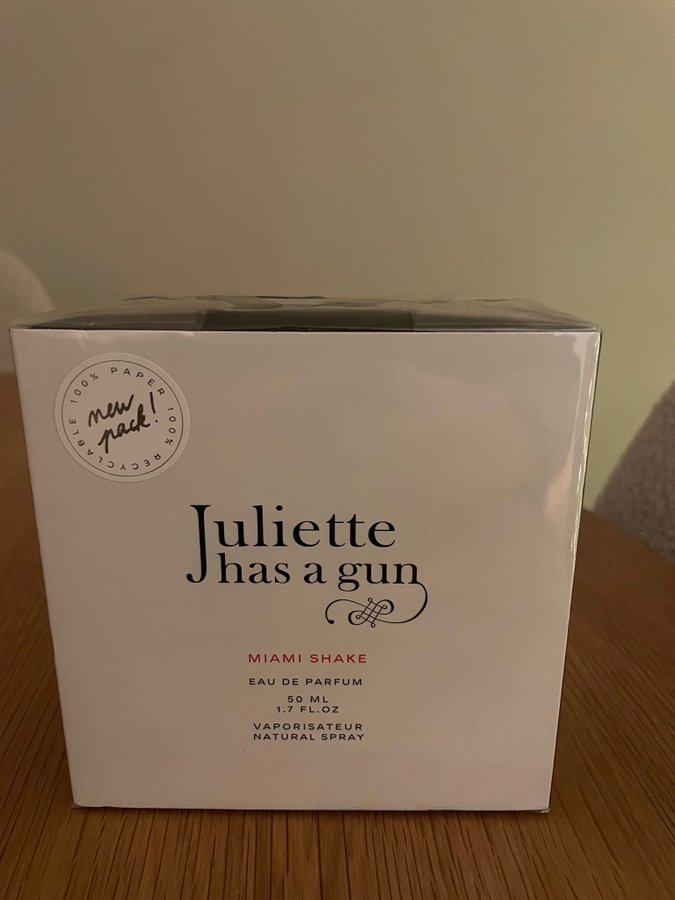 100% PAPER 100% RECYCLABLE
new
pack!
Juliette
has a gun
MIAMI SHAKE
EAU DE PARFUM
50 ML
1.7 FL.OZ
VAPORISATEUR
NATURAL SPRAY